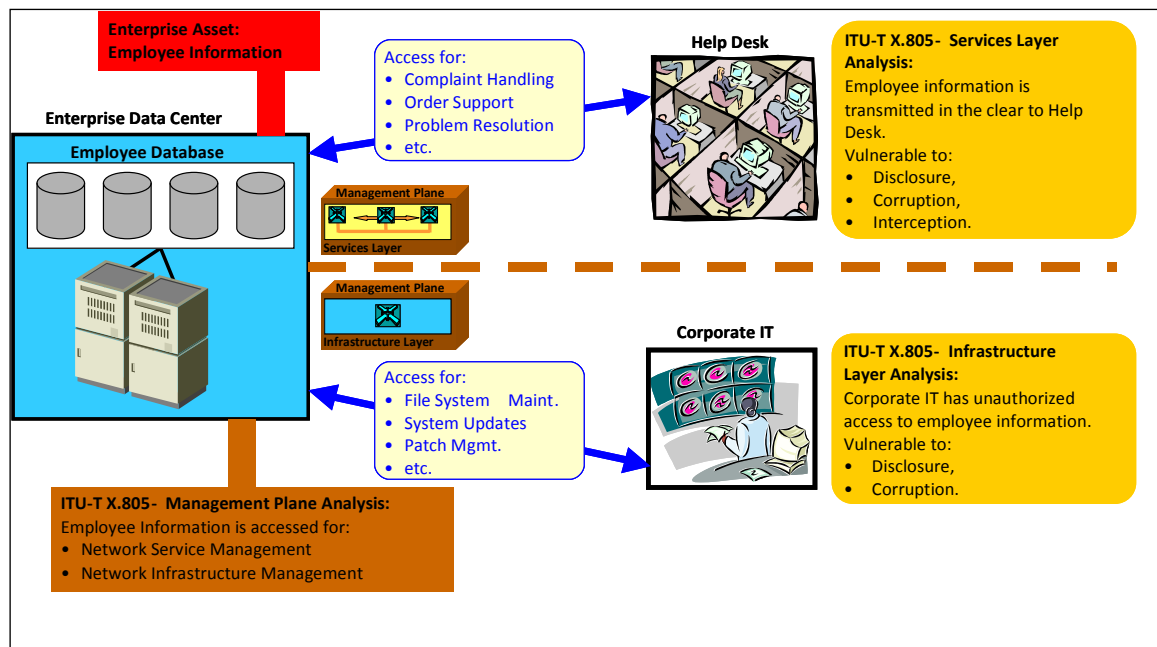 Enterprise Asset:
Employee Information
Enterprise Data Center
Employee Database
Access for:
• Complaint Handling
• Order Support
• Problem Resolution
• etc.
Help Desk
ITU-T X.805- Services Layer
Analysis:
Employee information is
transmitted in the clear to Help
Desk.
Vulnerable to:
• Disclosure,
• Corruption,
• Interception.
Management Plane
Services Layer
Management Plane
Infrastructure Layer
Access for:
• File System Maint.
• System Updates
• Patch Mgmt.
• etc.
Corporate IT
ITU-T X.805- Infrastructure
Layer Analysis:
Corporate IT has unauthorized
access to employee information.
Vulnerable to:
• Disclosure,
• Corruption.
ITU-T X.805- Management Plane Analysis:
Employee Information is accessed for:
• Network Service Management
• Network Infrastructure Management